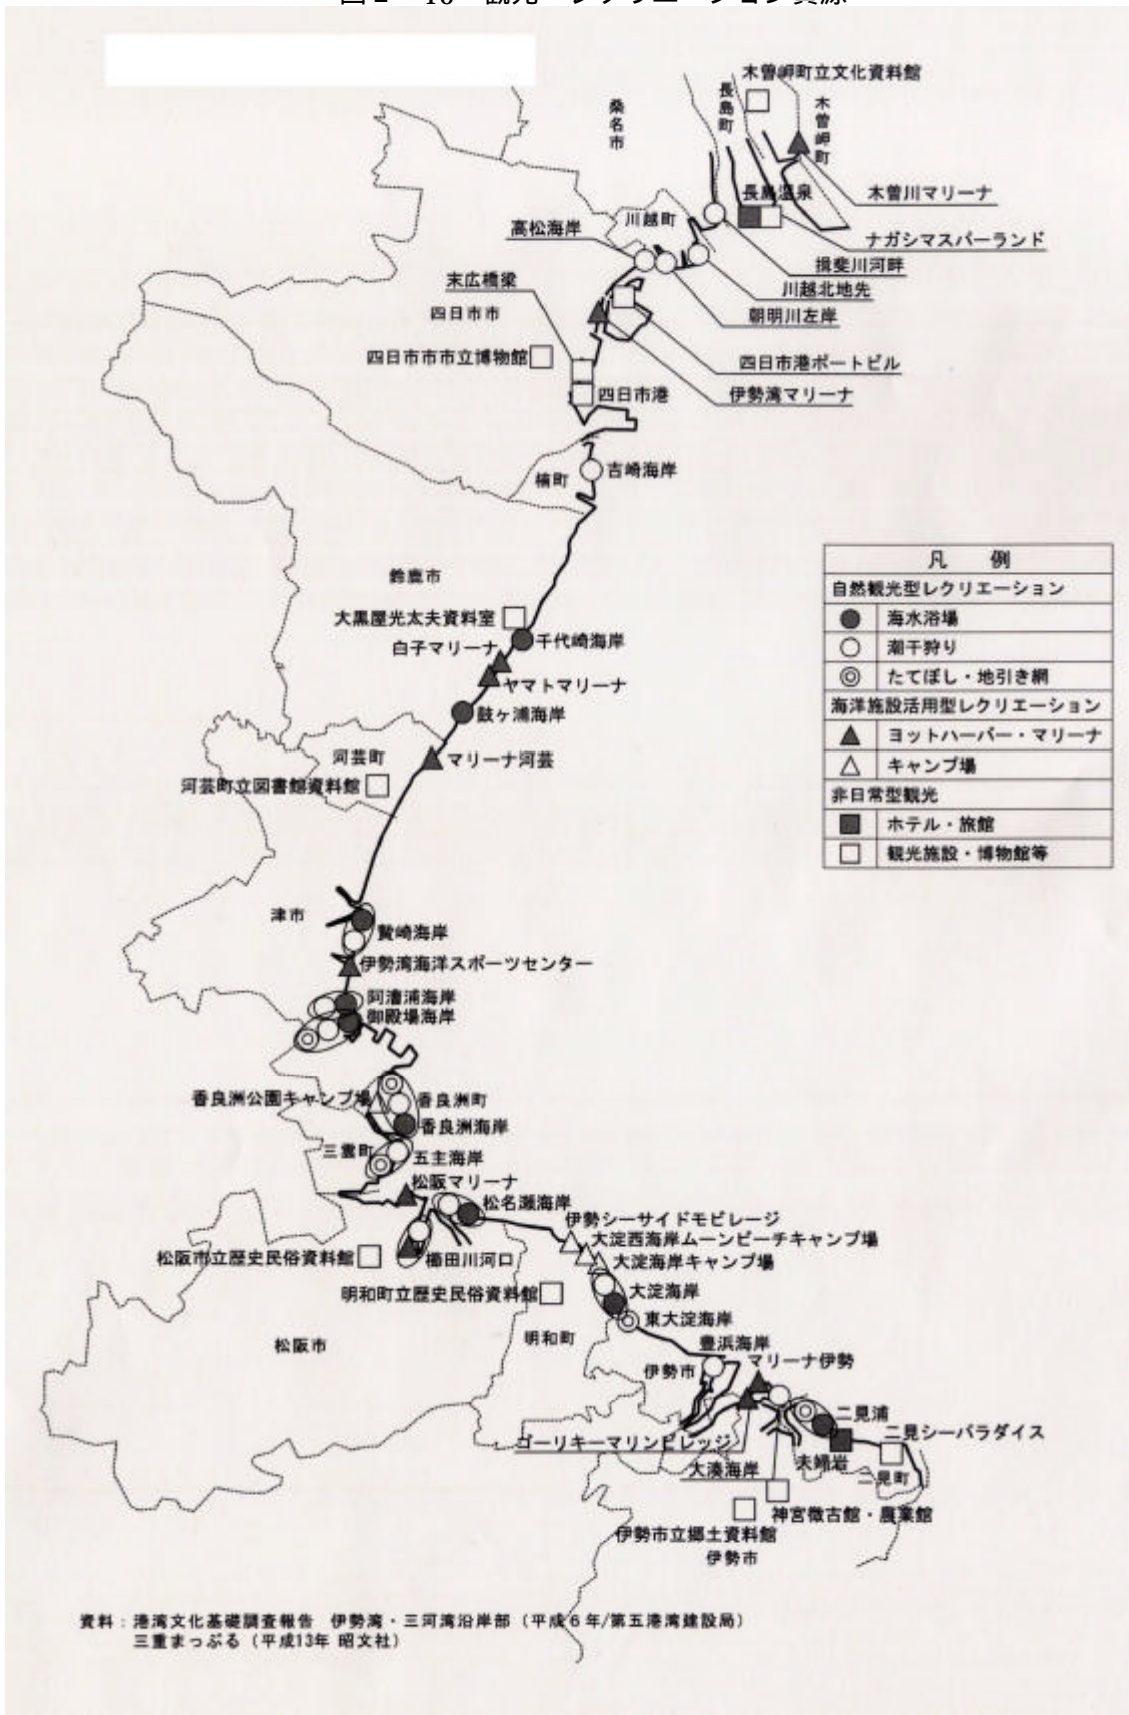 木曽岬町立文化資料館
長島町
木曽岬町
桑名市
長島温泉
木曽川マリーナ
川越町
高松海岸
ナガシマスパーランド
揖斐川河畔
末広橋梁
川越北地先
四日市市
朝明川左岸
四日市市市立博物館
四日市港ポートビル
四日市港
伊勢湾マリーナ
楠町
吉崎海岸
凡 例
自然観光型レクリエーション
海水浴場
潮干狩り
たてぼし・地引き網
海洋施設活用型レクリエーション
ヨットハーバー・マリーナ
キャンプ場
非日常型観光
ホテル・旅館
観光施設・博物館等
鈴鹿市
大黒屋光太夫資料室
千代崎海岸
白子マリーナ
ヤマトマリーナ
鼓ヶ浦海岸
河芸町
マリーナ河芸
河芸町立図書館資料館
津市
贄崎海岸
伊勢湾海洋スポーツセンター
阿漕浦海岸
御殿場海岸
香良洲公園キャンプ場
香良洲町
香良洲海岸
三雲町
五主海岸
松阪マリーナ
松名瀬海岸
伊勢シーサイドモビレージ
大淀西海岸ムーンビーチキャンプ場
松阪市立歴史民俗資料館
櫛田川河口
大淀海岸キャンプ場
明和町立歴史民俗資料館
大淀海岸
東大淀海岸
松阪市
明和町
豊浜海岸
伊勢市
マリーナ伊勢
二見浦
ゴーリキーマリンビレッジ
二見シーパラダイス
大湊海岸
夫婦岩
二見町
神宮徴古館・農業館
伊勢市立郷土資料館
伊勢市
資料：港湾文化基礎調査報告 伊勢湾・三河湾沿岸部（平成６年/第五港湾建設局）
三重まっぷる（平成13年 昭文社）